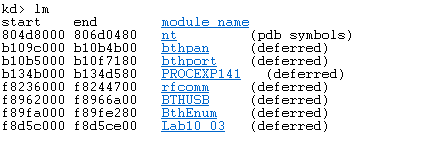 kd> lm
start end module name
804d8000 806d0480 nt (pdb symbols)
b109c000 b10b4b00 bthpan (deferred)
b10b5000 b10f7180 bthport (deferred)
b134b000 b134d580 PROCEXP141 (deferred)
f8236000 f8244700 rfcomm (deferred)
f8962000 f8966a00 BTHUSB (deferred)
f89fa000 f89fe280 BthEnum (deferred)
f8d5c000 f8d5ce00 Lab10_03 (deferred)